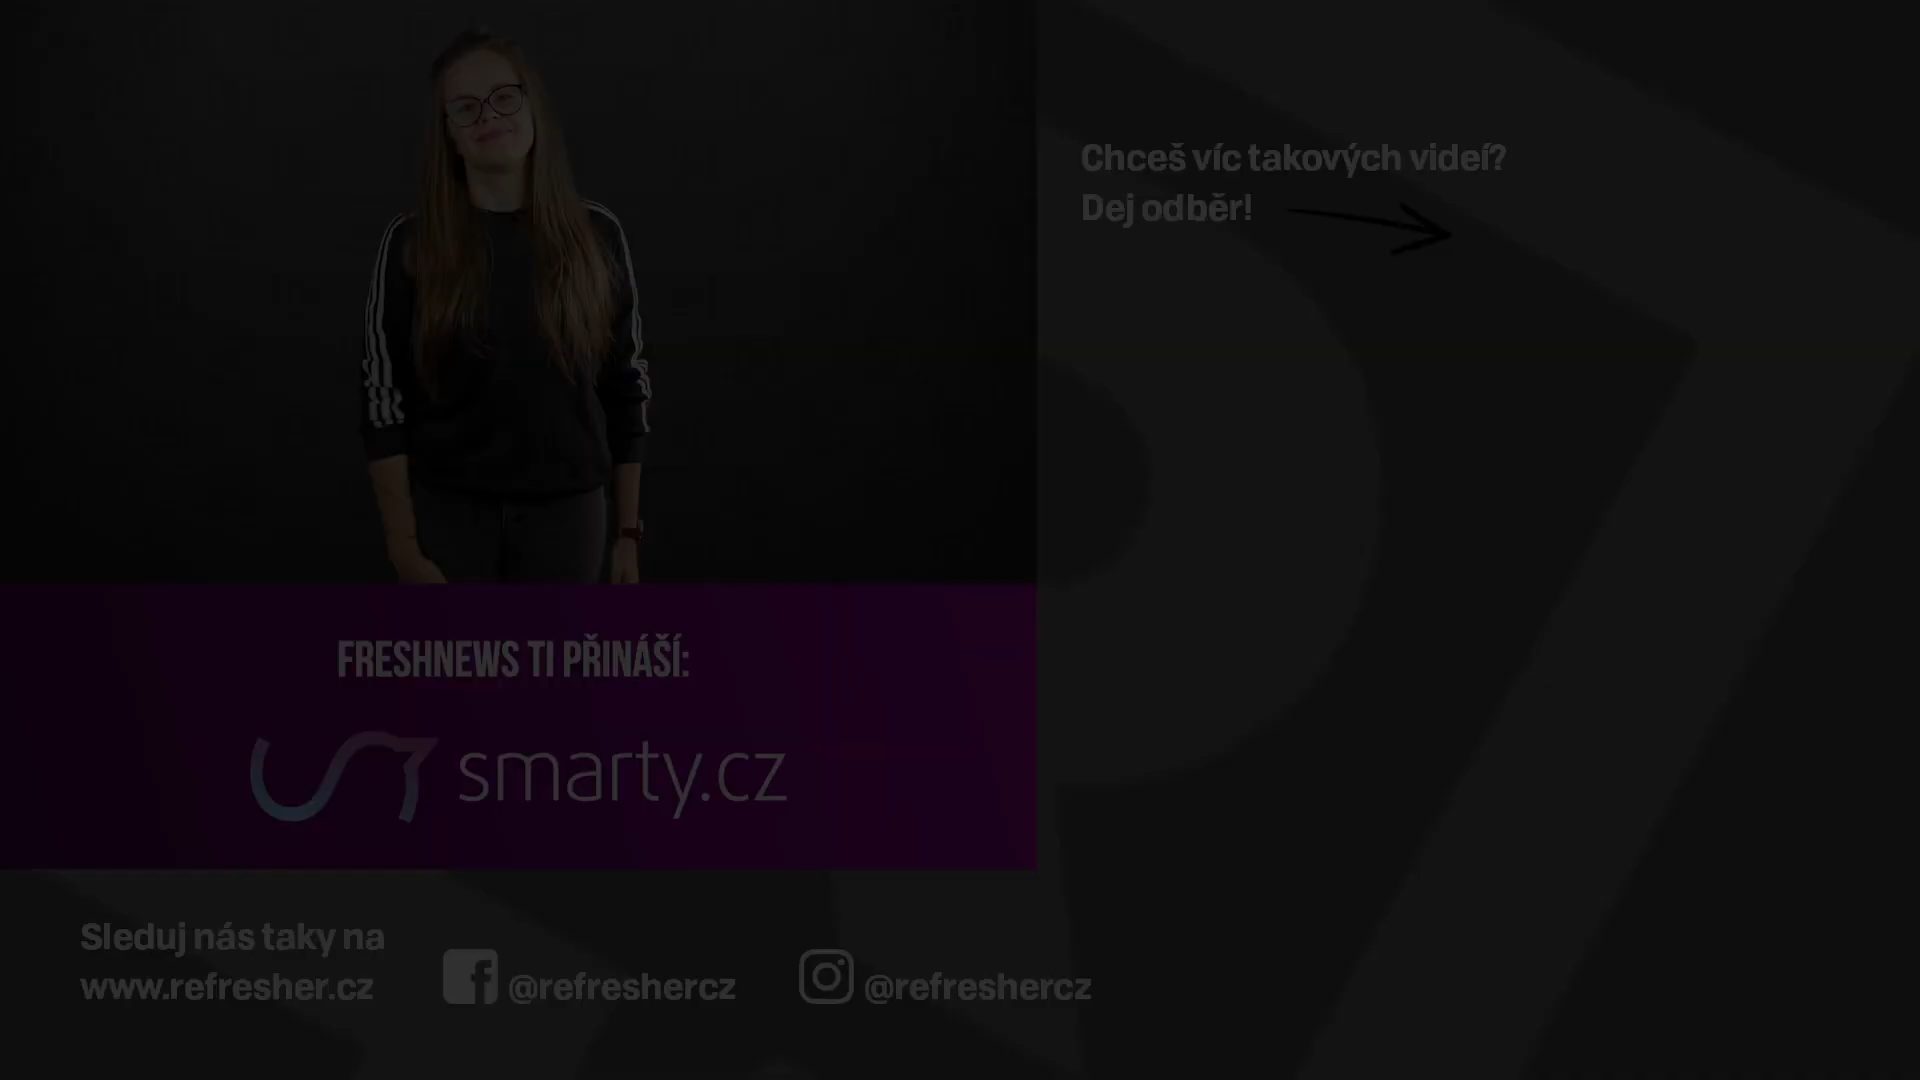 Chceš víc takových videí?
Dej odběr!
FRESHNEWS TI PŘINÁŠÍ:
smarty.cz
Sleduj nás taky na
www.refresher.cz
@refreshercz
@refreshercz